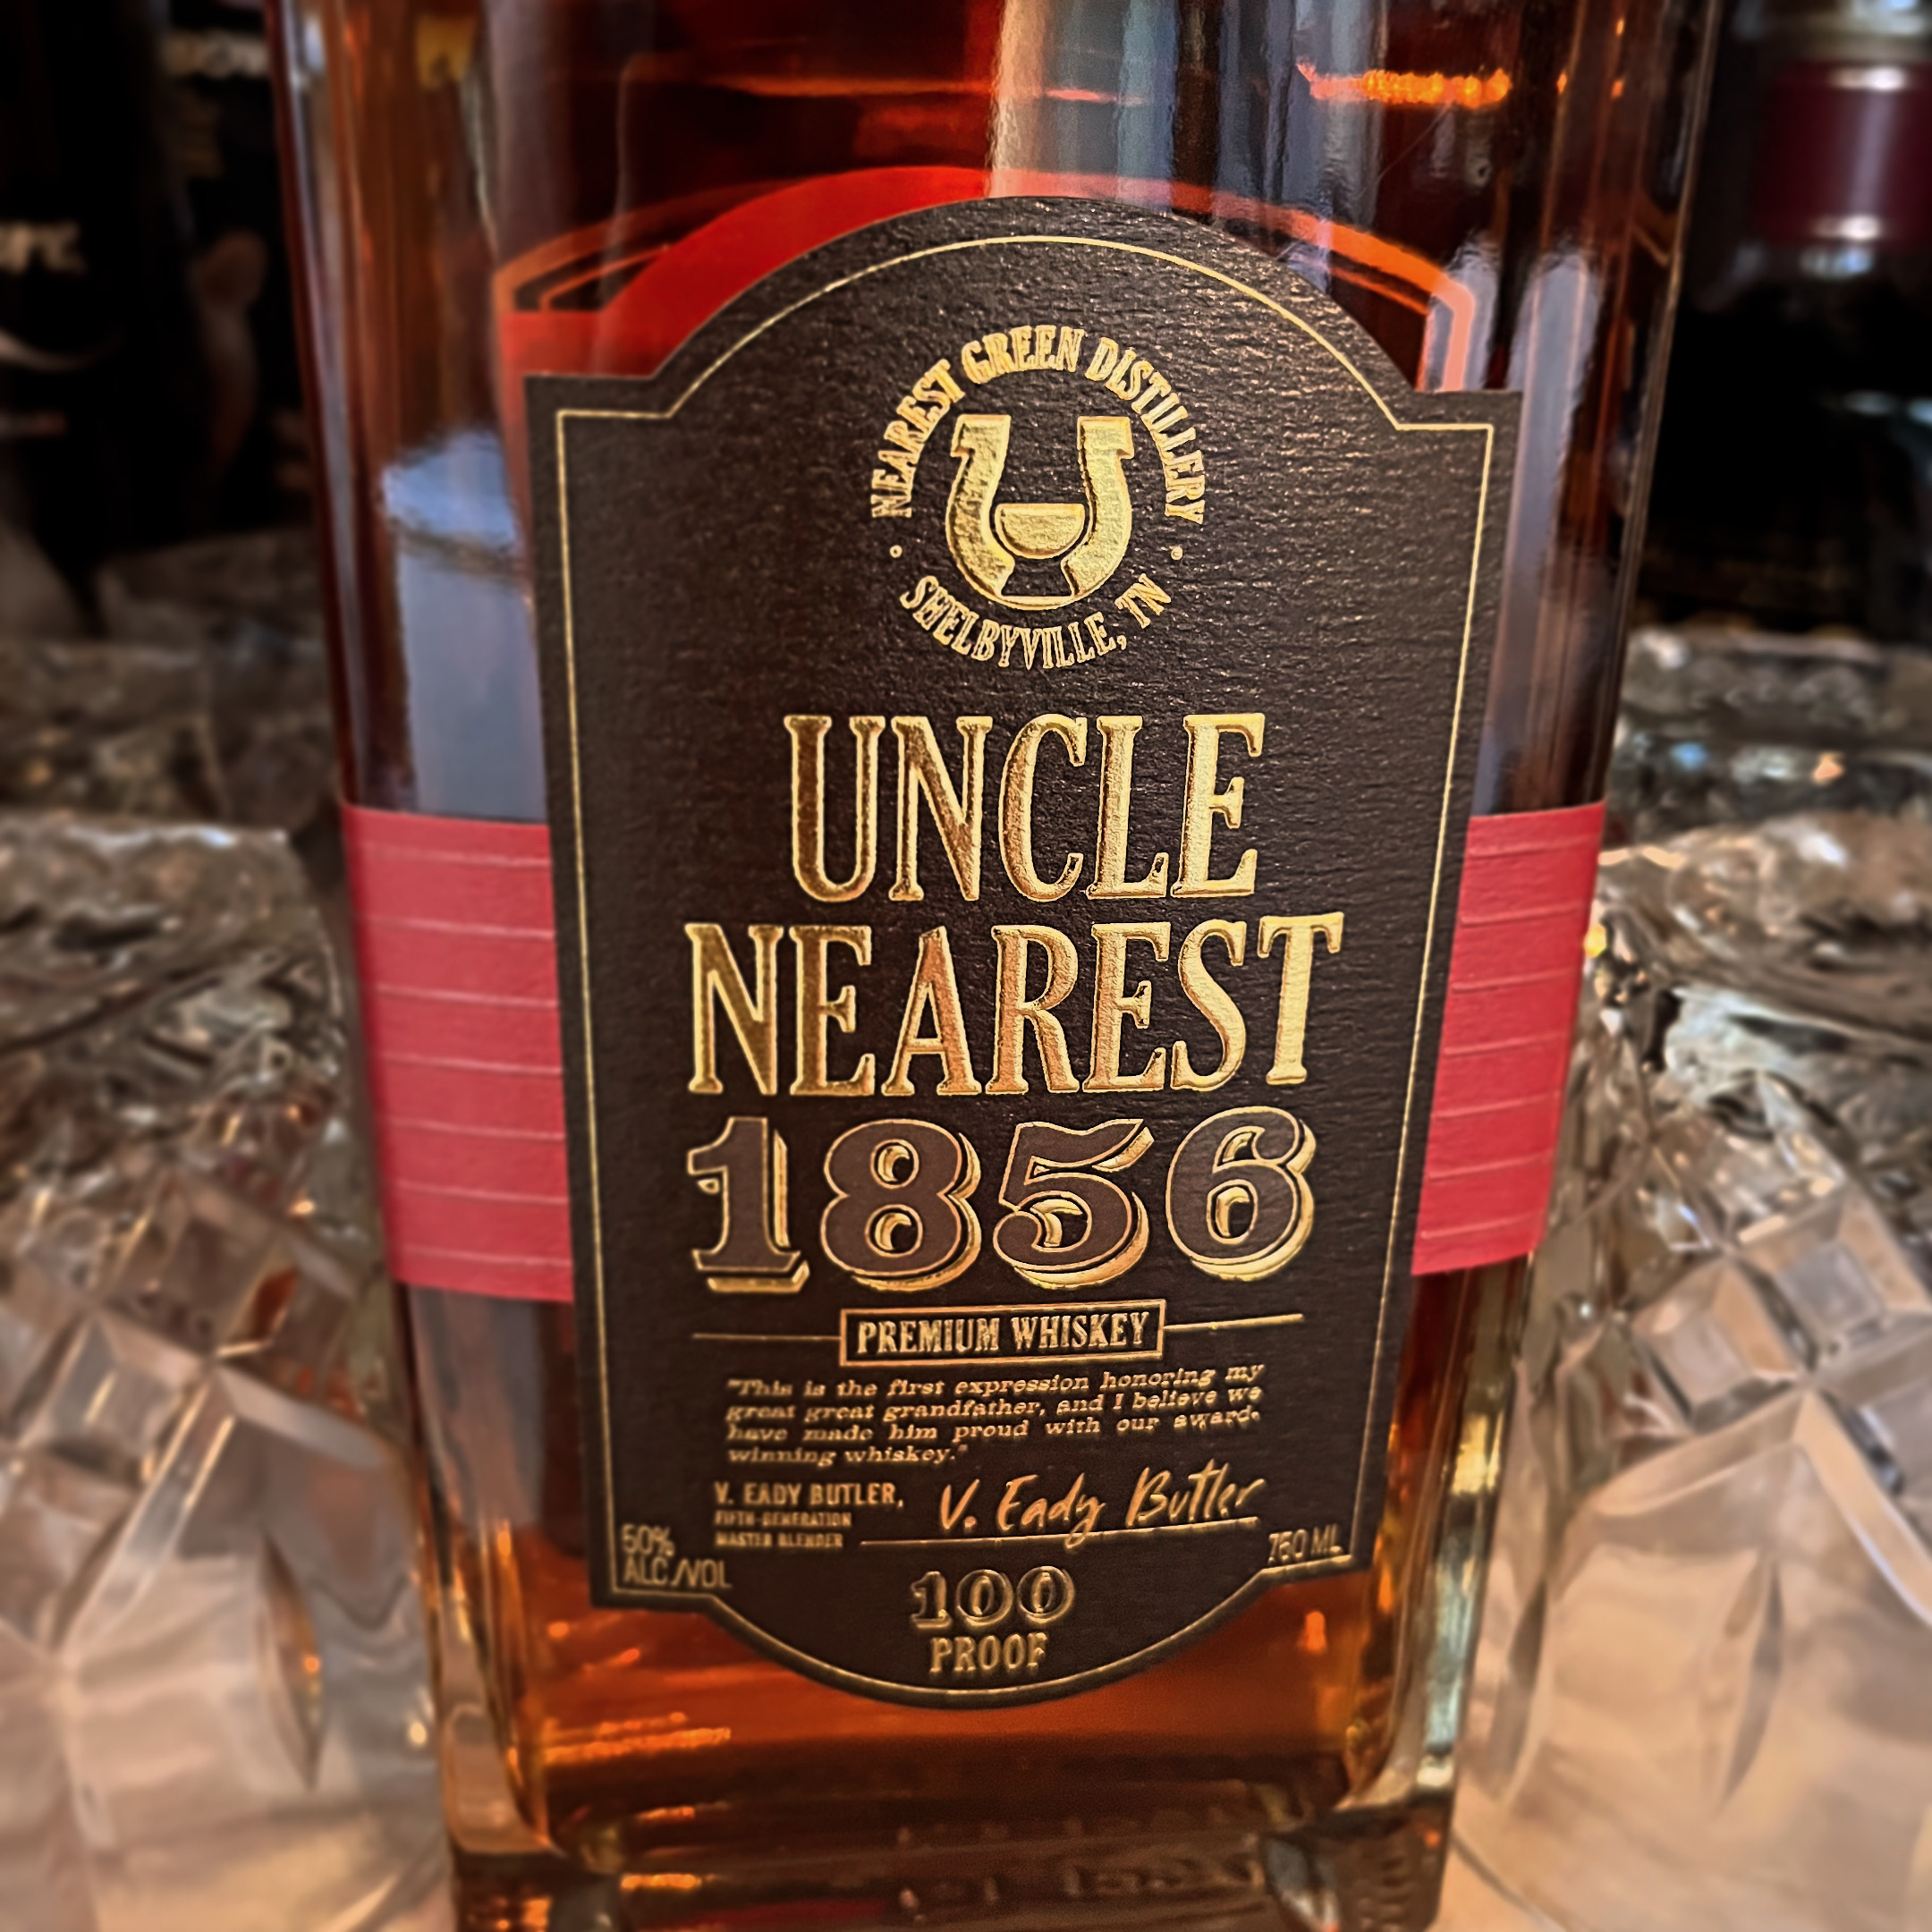 NEAREST GREEN DISTILLERY
• SHELBYVILLE, TN •
UNCLE
NEAREST
1856
PREMIUM WHISKEY
"This is the first expression honoring my
great great grandfather, and I believe we
have made him proud with our award-
winning whiskey."
V. EADY BUTLER,
FIFTH-GENERATION
MASTER BLENDER
V. Eady Butler
50%
ALC./VOL
750 ML
100
PROOF